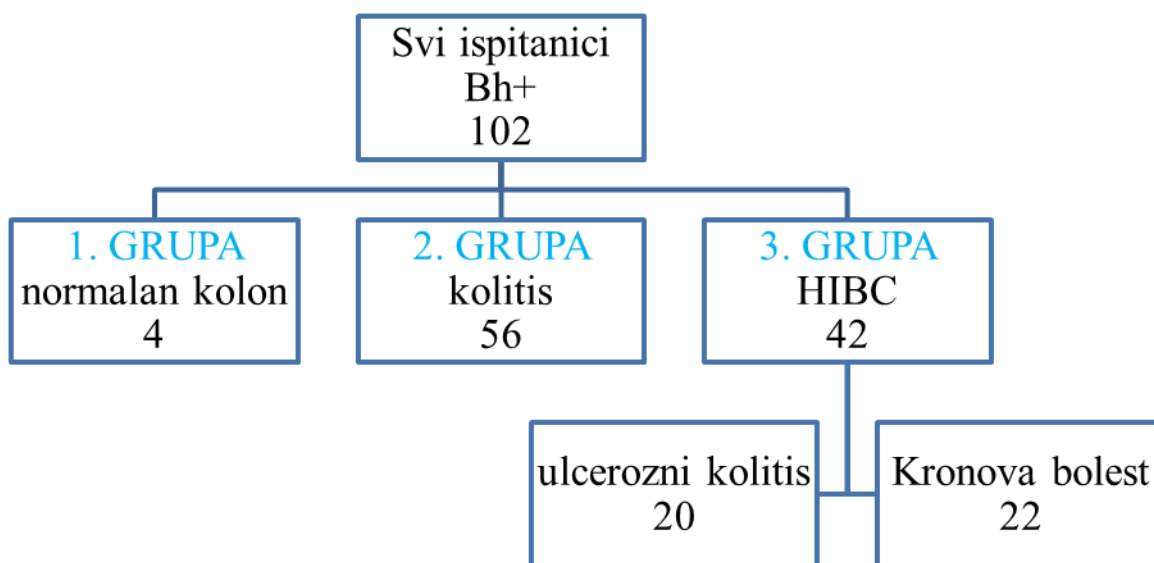 Svi ispitanici
Bh+
102
1. GRUPA
normalan kolon
4
2. GRUPA
kolitis
56
3. GRUPA
HIBC
42
ulcerozni kolitis
20
Kronova bolest
22